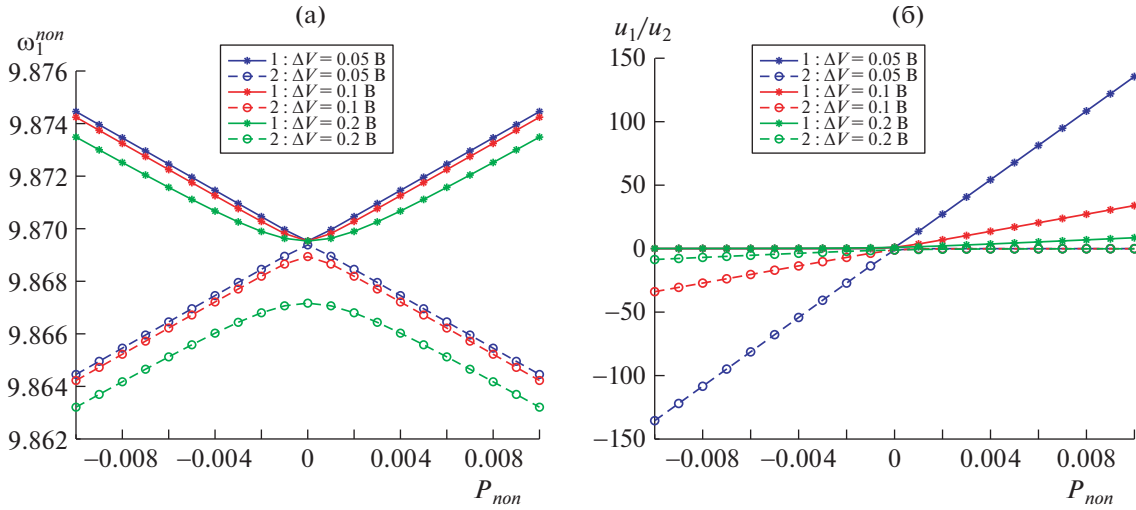 (а)
ω₁ⁿᵒⁿ
9.876
9.874
9.872
9.870
9.868
9.866
9.864
9.862
−0.008
−0.004
0
0.004
0.008
Pₙₒₙ
1 : ΔV = 0.05 В
2 : ΔV = 0.05 В
1 : ΔV = 0.1 В
2 : ΔV = 0.1 В
1 : ΔV = 0.2 В
2 : ΔV = 0.2 В
(б)
u₁/u₂
150
100
50
0
−50
−100
−150
−0.008
−0.004
0
0.004
0.008
Pₙₒₙ
1 : ΔV = 0.05 В
2 : ΔV = 0.05 В
1 : ΔV = 0.1 В
2 : ΔV = 0.1 В
1 : ΔV = 0.2 В
2 : ΔV = 0.2 В